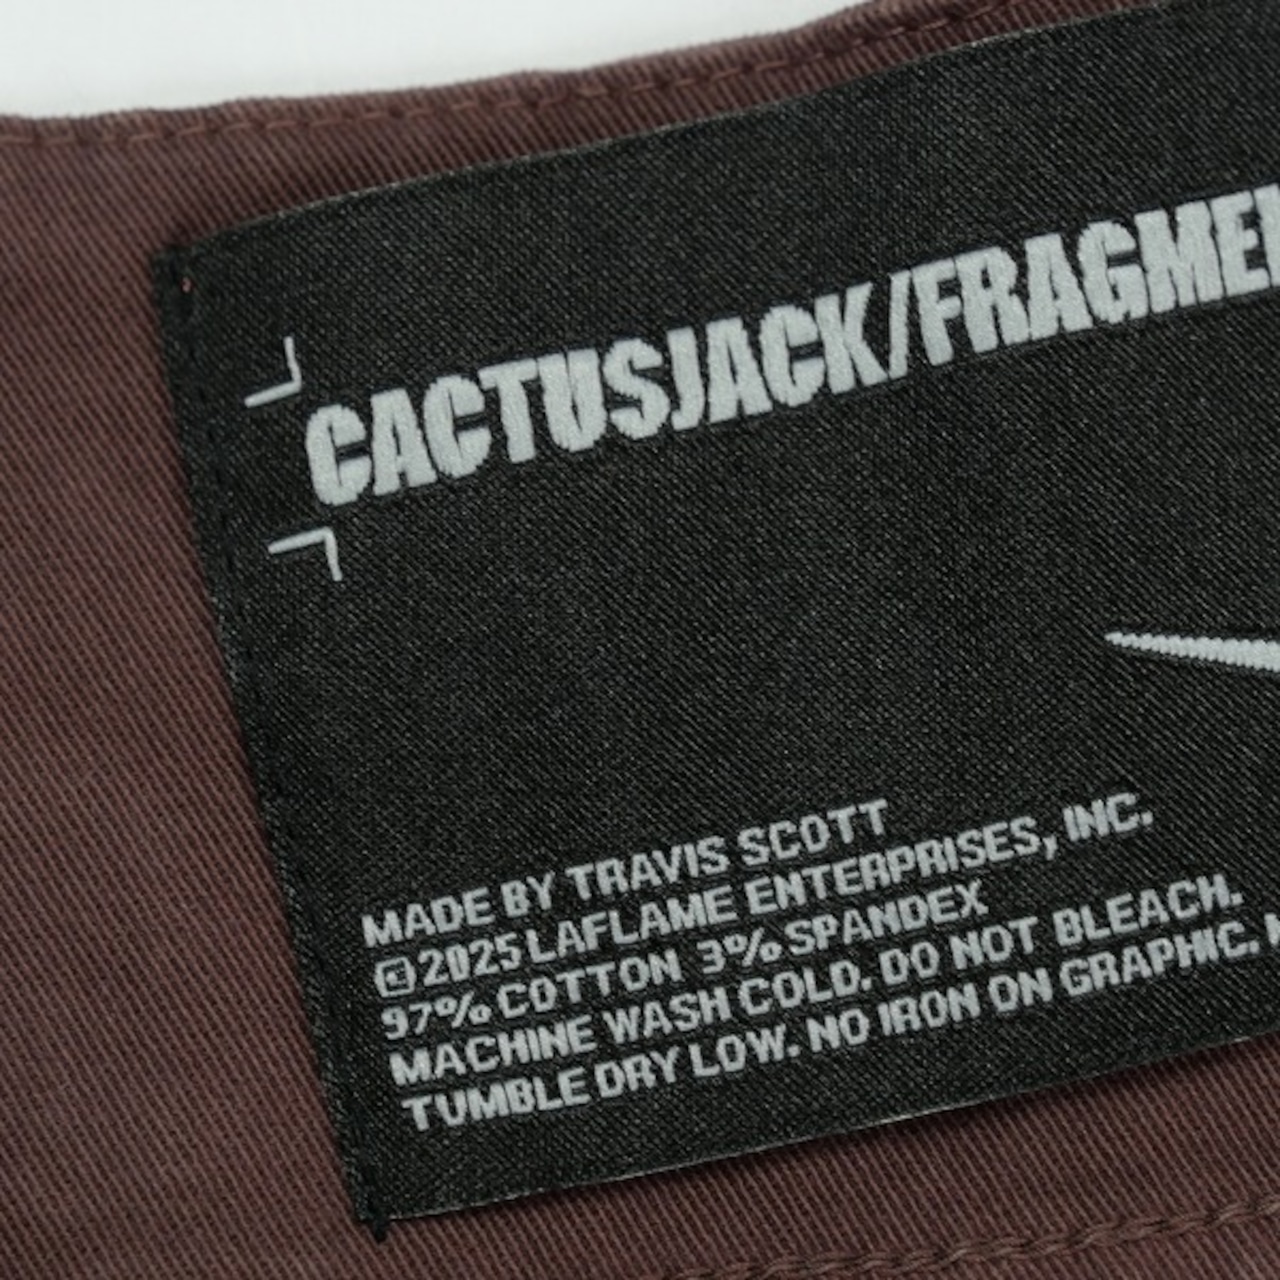 CACTUSJACK/FRAGME
MADE BY TRAVIS SCOTT
©2025 LAFLAME ENTERPRISES, INC.
97% COTTON 3% SPANDEX
MACHINE WASH COLD. DO NOT BLEACH.
TUMBLE DRY LOW. NO IRON ON GRAPHIC.